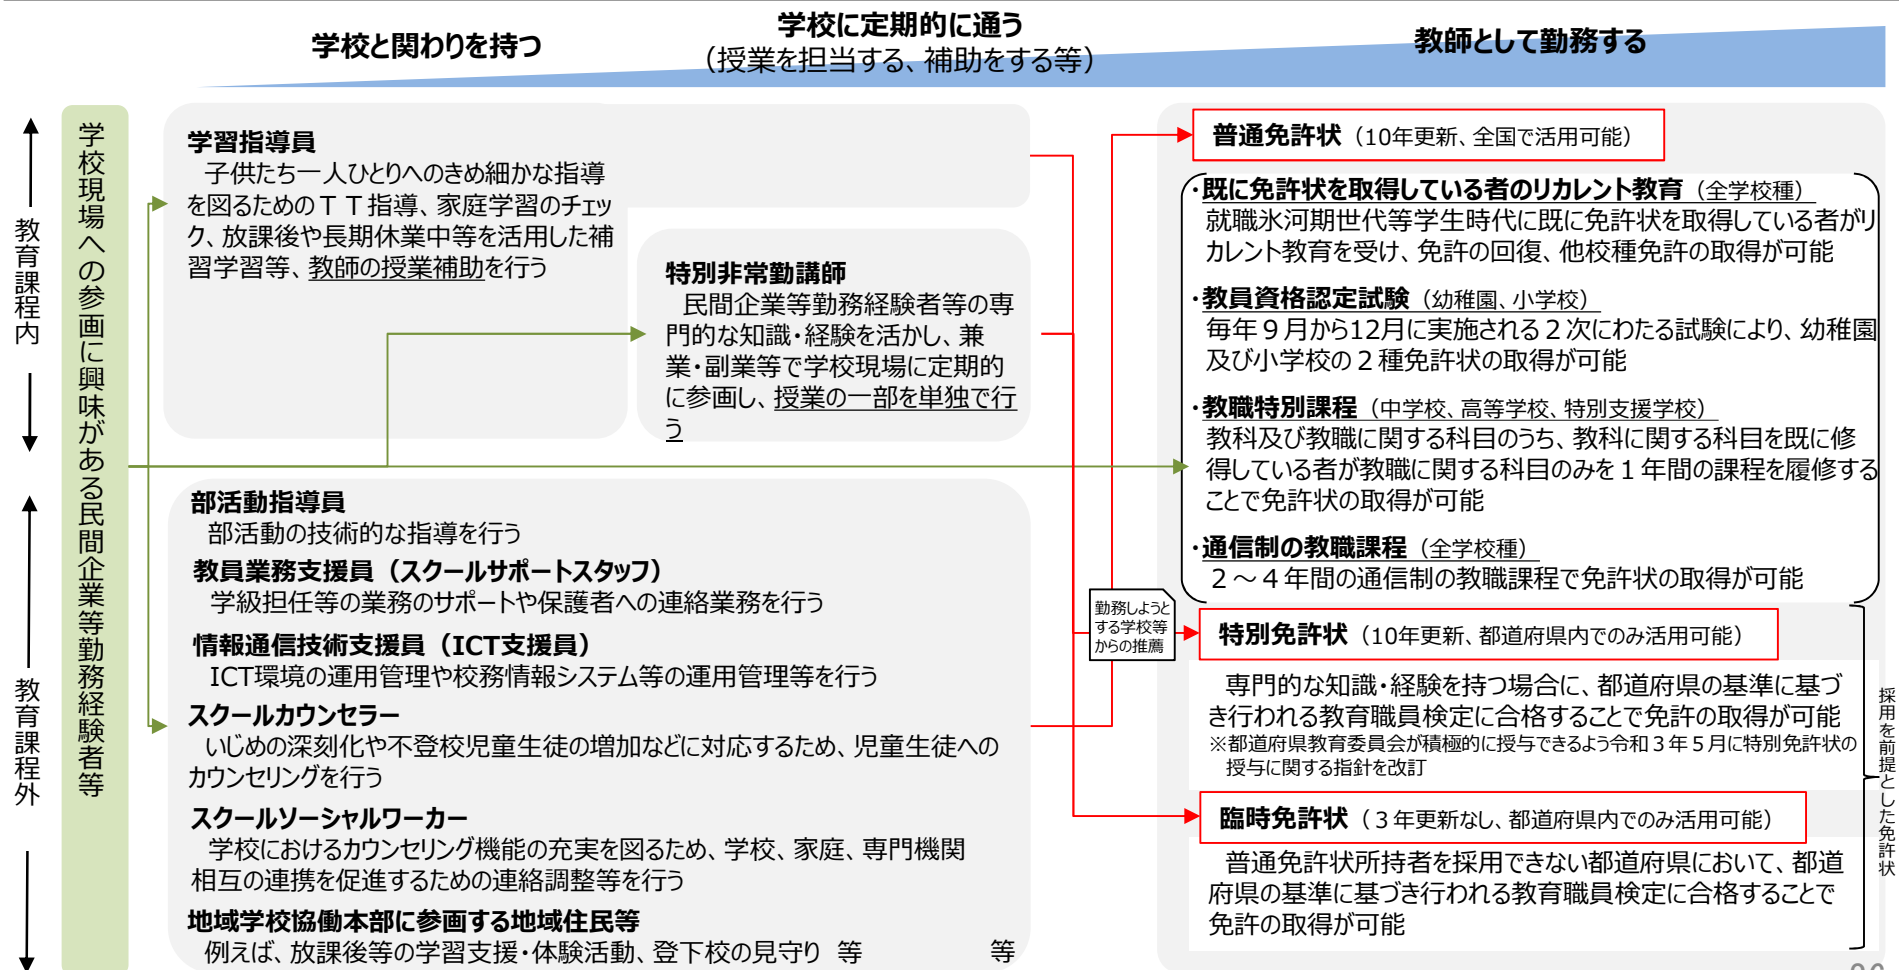 学校と関わりを持つ
学校に定期的に通う
（授業を担当する、補助をする等）
教師として勤務する
教育課程内
教育課程外
学校現場への参画に興味がある民間企業等勤務経験者等
学習指導員
子供たち一人ひとりへのきめ細かな指導
を図るためのＴＴ指導、家庭学習のチェッ
ク、放課後や長期休業中等を活用した補
習学習等、教師の授業補助を行う
特別非常勤講師
民間企業等勤務経験者等の専
門的な知識・経験を活かし、兼
業・副業等で学校現場に定期的
に参画し、授業の一部を単独で行
う
部活動指導員
部活動の技術的な指導を行う
教員業務支援員（スクールサポートスタッフ）
学級担任等の業務のサポートや保護者への連絡業務を行う
情報通信技術支援員（ICT支援員）
ICT環境の運用管理や校務情報システム等の運用管理等を行う
スクールカウンセラー
いじめの深刻化や不登校児童生徒の増加などに対応するため、児童生徒への
カウンセリングを行う
スクールソーシャルワーカー
学校におけるカウンセリング機能の充実を図るため、学校、家庭、専門機関
相互の連携を促進するための連絡調整等を行う
地域学校協働本部に参画する地域住民等
例えば、放課後等の学習支援・体験活動、登下校の見守り 等 等
普通免許状（10年更新、全国で活用可能）
・既に免許状を取得している者のリカレント教育（全学校種）
就職氷河期世代等学生時代に既に免許状を取得している者がリ
カレント教育を受け、免許の回復、他校種免許の取得が可能
・教員資格認定試験（幼稚園、小学校）
毎年９月から12月に実施される２次にわたる試験により、幼稚園
及び小学校の２種免許状の取得が可能
・教職特別課程（中学校、高等学校、特別支援学校）
教科及び教職に関する科目のうち、教科に関する科目を既に修
得している者が教職に関する科目のみを１年間の課程を履修する
ことで免許状の取得が可能
・通信制の教職課程（全学校種）
２～４年間の通信制の教職課程で免許状の取得が可能
勤務しようと
する学校等
からの推薦
特別免許状（10年更新、都道府県内でのみ活用可能）
専門的な知識・経験を持つ場合に、都道府県の基準に基づ
き行われる教育職員検定に合格することで免許の取得が可能
※都道府県教育委員会が積極的に授与できるよう令和３年５月に特別免許状の
授与に関する指針を改訂
臨時免許状（３年更新なし、都道府県内でのみ活用可能）
普通免許状所持者を採用できない都道府県において、都道
府県の基準に基づき行われる教育職員検定に合格することで
免許の取得が可能
採用を前提とした免許状